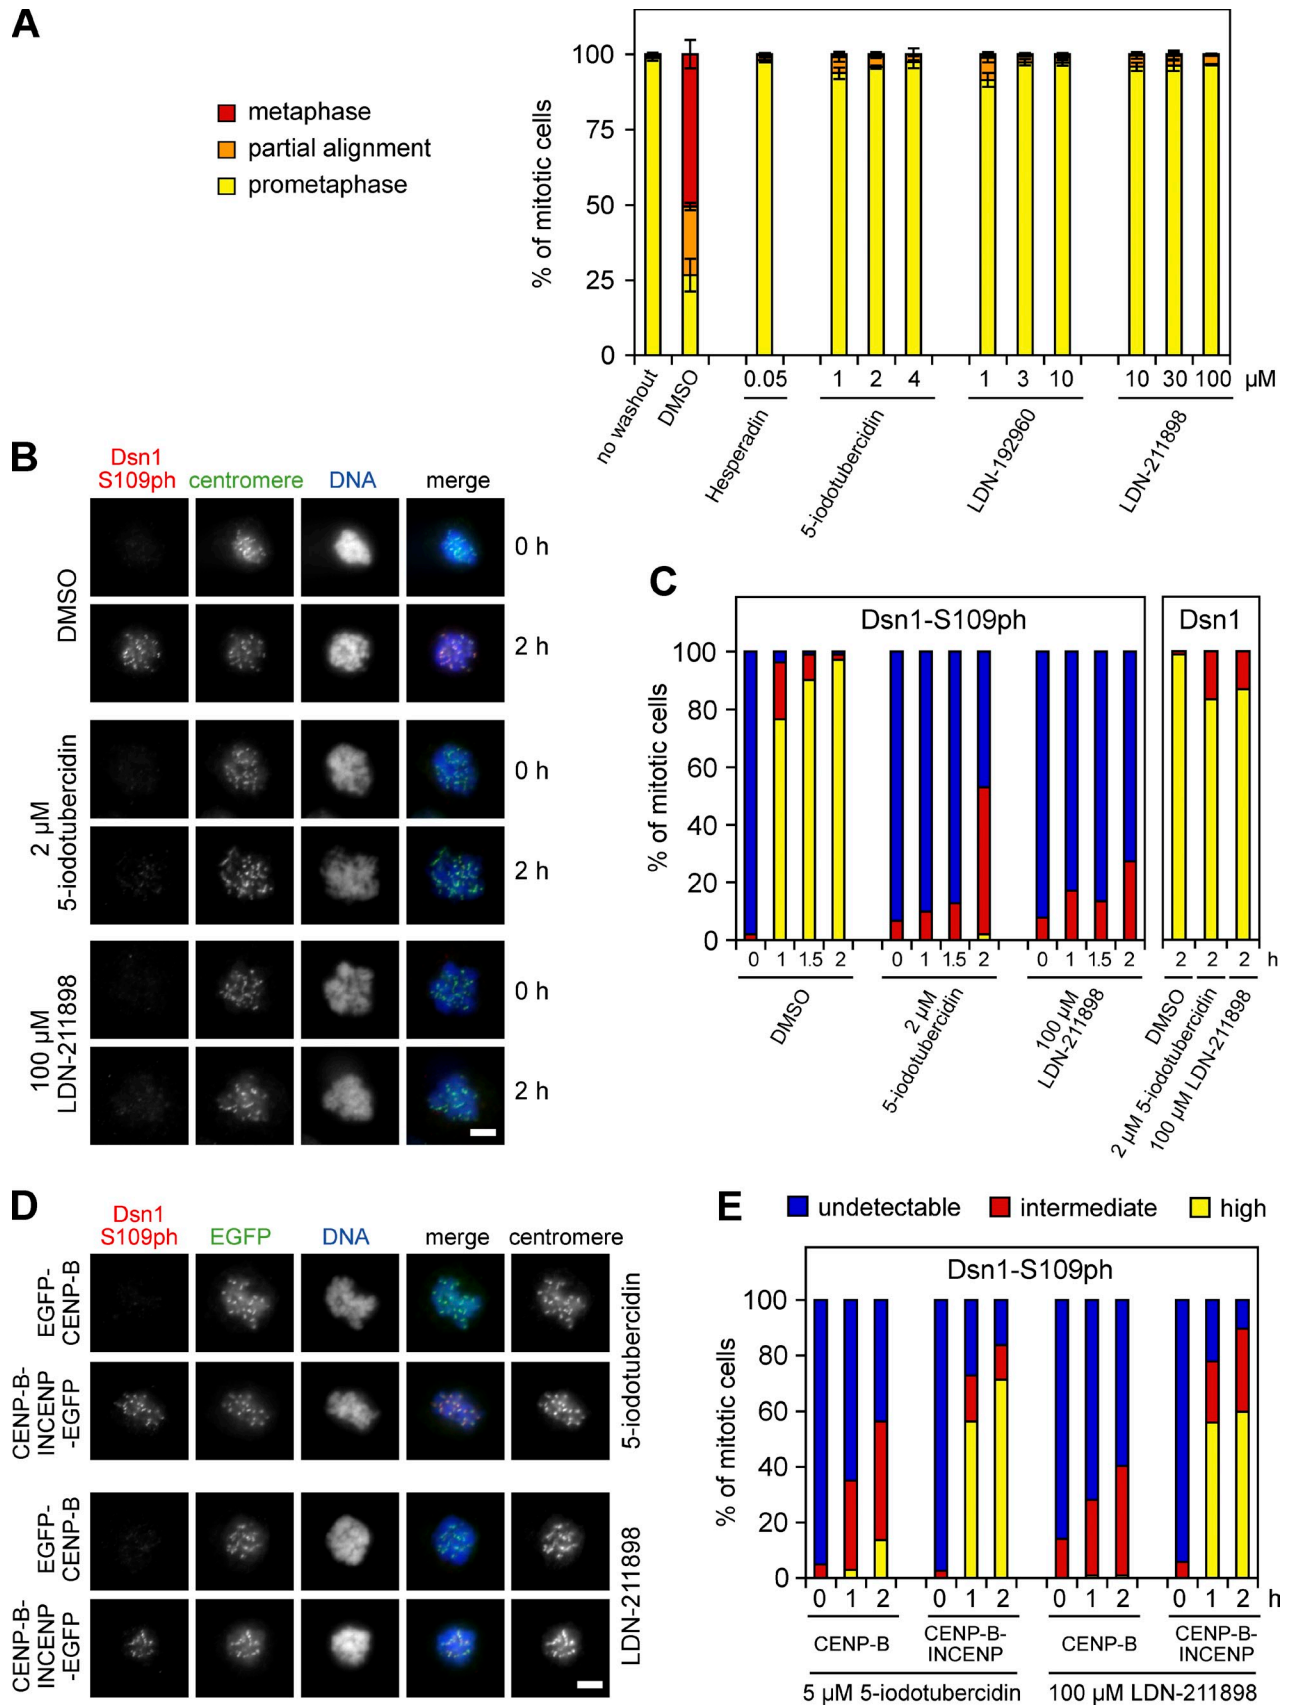 A
metaphase
partial alignment
prometaphase
% of mitotic cells
100
75
50
25
0
no washout
DMSO
0.05
1 2 4
1 3 10
10 30 100
µM
Hesperadin
5-iodotubercidin
LDN-192960
LDN-211898
B
Dsn1
S109ph
centromere
DNA
merge
DMSO
0 h
2 h
2 µM
5-iodotubercidin
0 h
2 h
100 µM
LDN-211898
0 h
2 h
C
Dsn1-S109ph
Dsn1
% of mitotic cells
100
80
60
40
20
0
0 1 1.5 2
0 1 1.5 2
0 1 1.5 2
2 2 2 h
DMSO
2 µM
5-iodotubercidin
100 µM
LDN-211898
DMSO
2 µM 5-iodotubercidin
100 µM LDN-211898
D
Dsn1
S109ph
EGFP
DNA
merge
centromere
EGFP-
CENP-B
CENP-B-
INCENP
-EGFP
5-iodotubercidin
EGFP-
CENP-B
CENP-B-
INCENP
-EGFP
LDN-211898
E
undetectable
intermediate
high
Dsn1-S109ph
% of mitotic cells
100
80
60
40
20
0
0 1 2
0 1 2
0 1 2
0 1 2 h
CENP-B
CENP-B-
INCENP
CENP-B
CENP-B-
INCENP
5 µM 5-iodotubercidin
100 µM LDN-211898